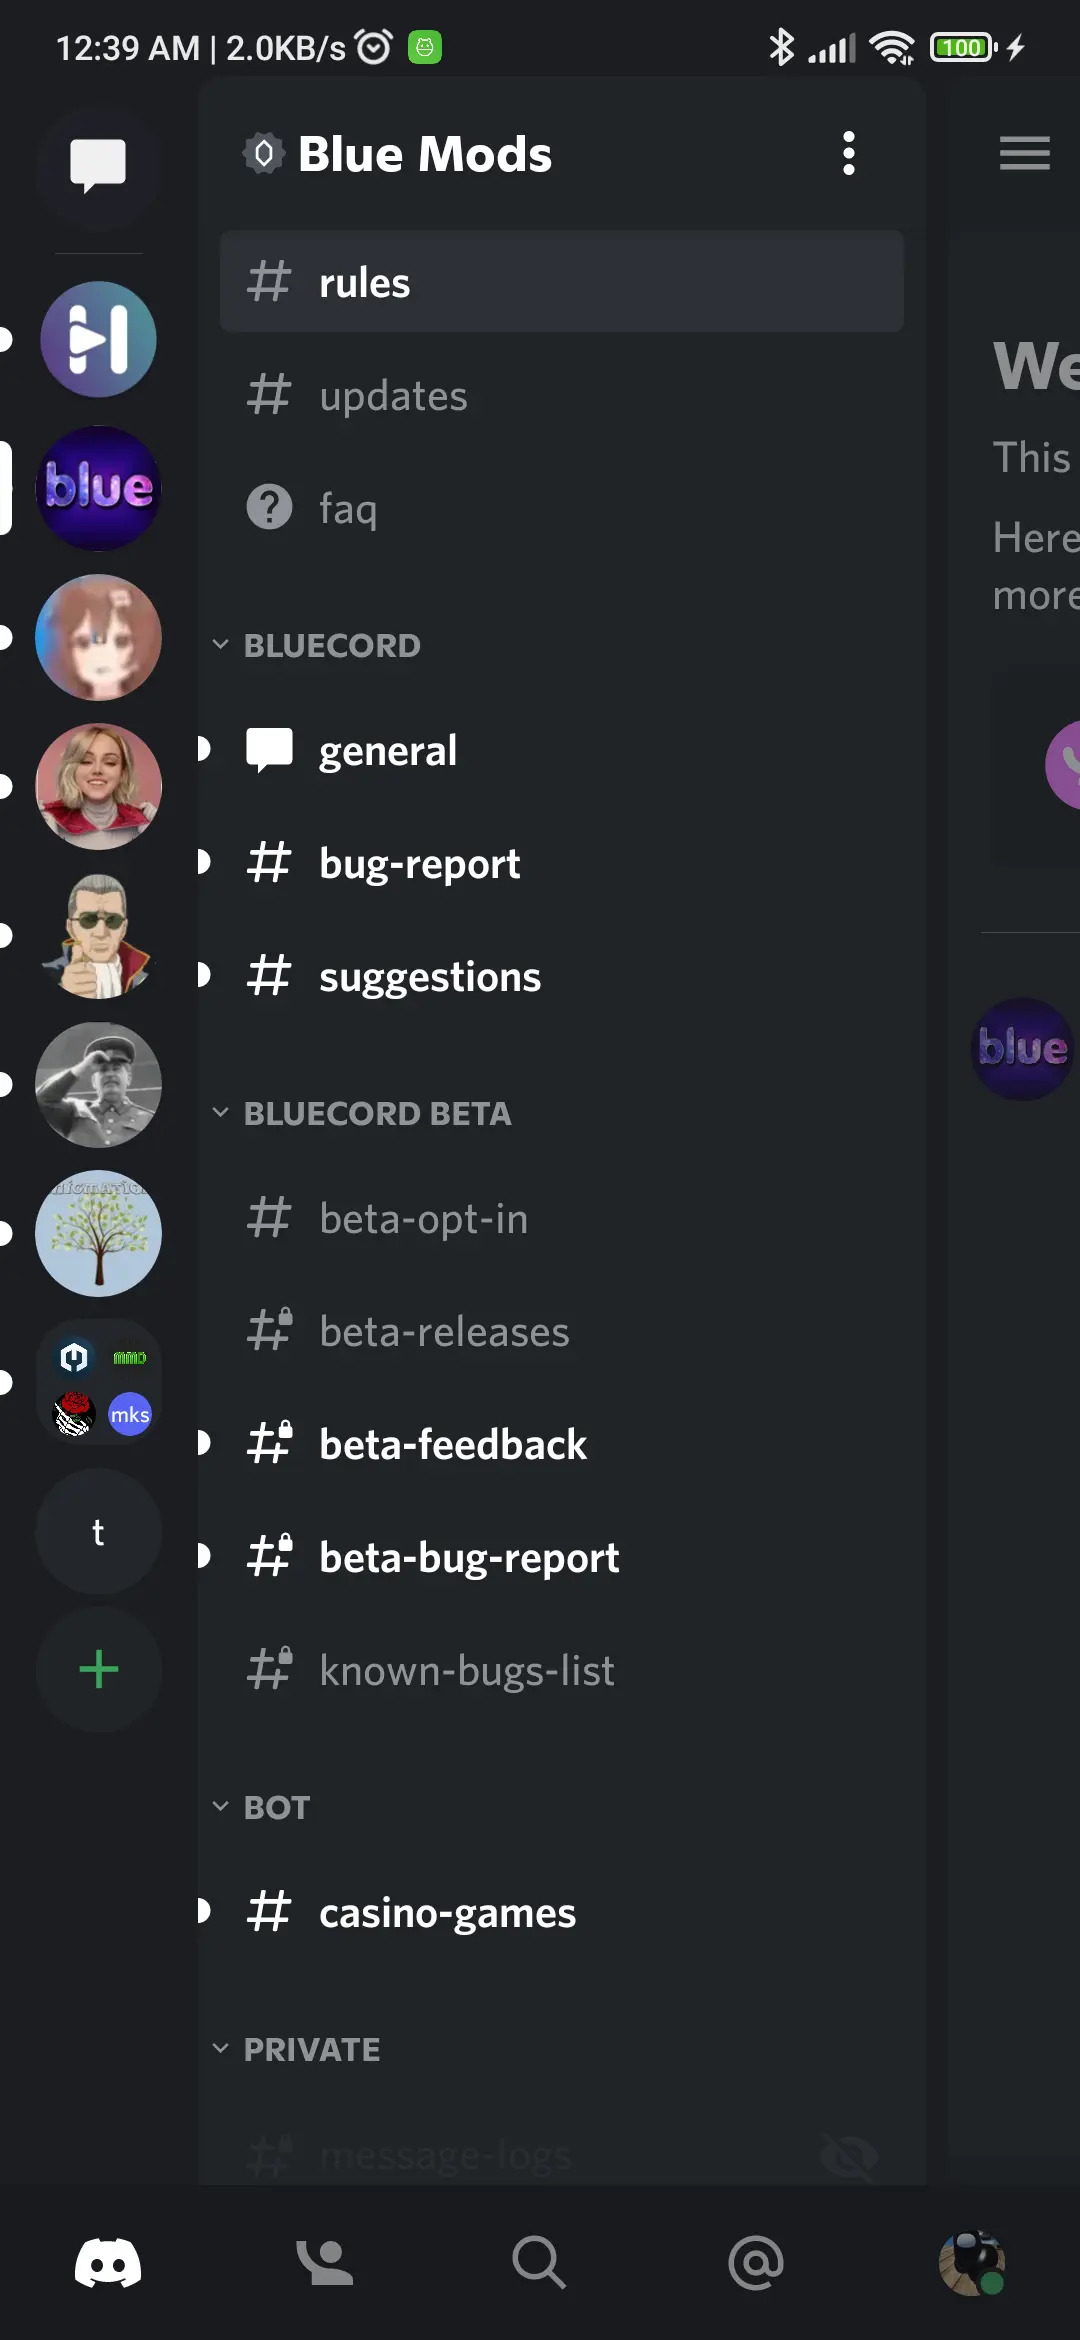 12:39 AM | 2.0KB/s
100
Blue Mods
rules
updates
faq
BLUECORD
general
bug-report
suggestions
BLUECORD BETA
beta-opt-in
beta-releases
beta-feedback
beta-bug-report
known-bugs-list
BOT
casino-games
PRIVATE
message-logs
blue
mmd
mks
t
We
This
Here
more
blue